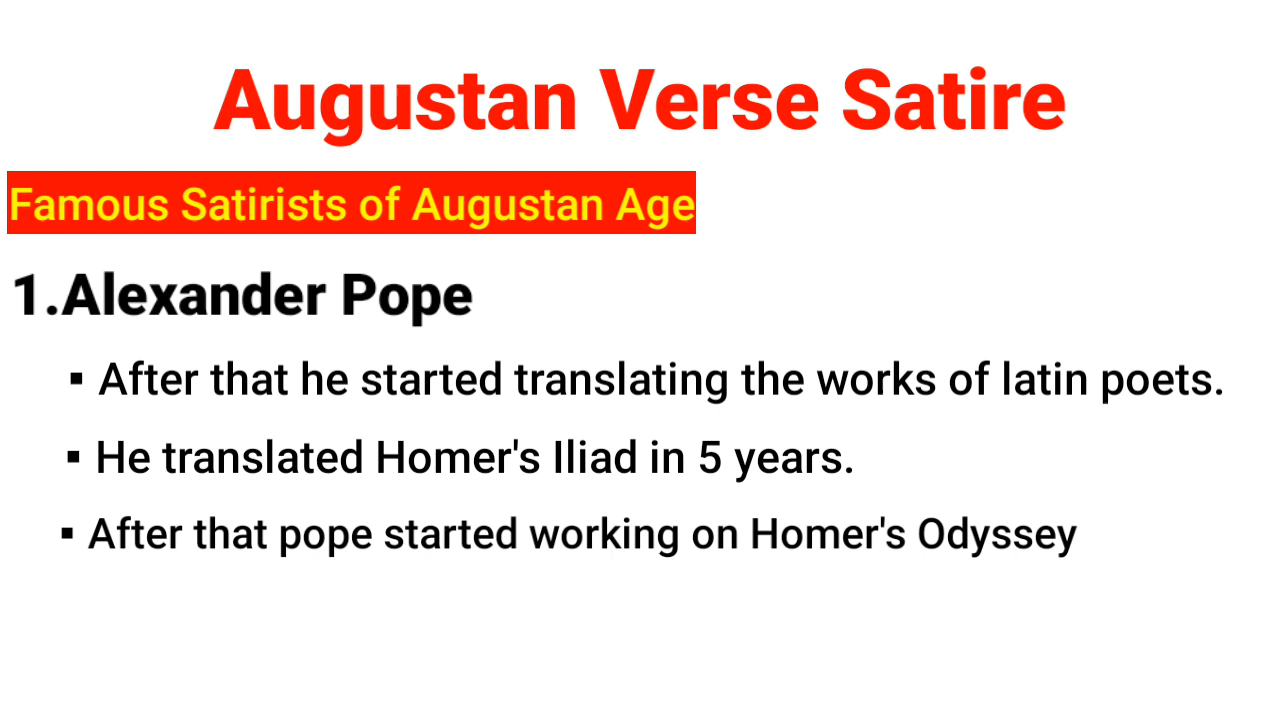 Augustan Verse Satire
Famous Satirists of Augustan Age
1.Alexander Pope
▪ After that he started translating the works of latin poets.
▪ He translated Homer's Iliad in 5 years.
▪ After that pope started working on Homer's Odyssey